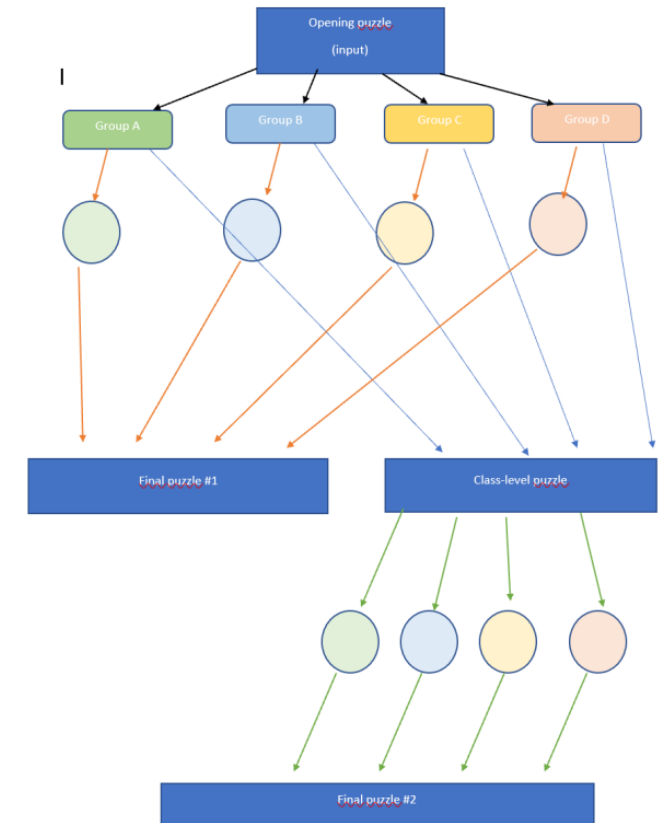 Opening puzzle
(input)
Group A
Group B
Group C
Group D
Final puzzle #1
Class-level puzzle
Final puzzle #2